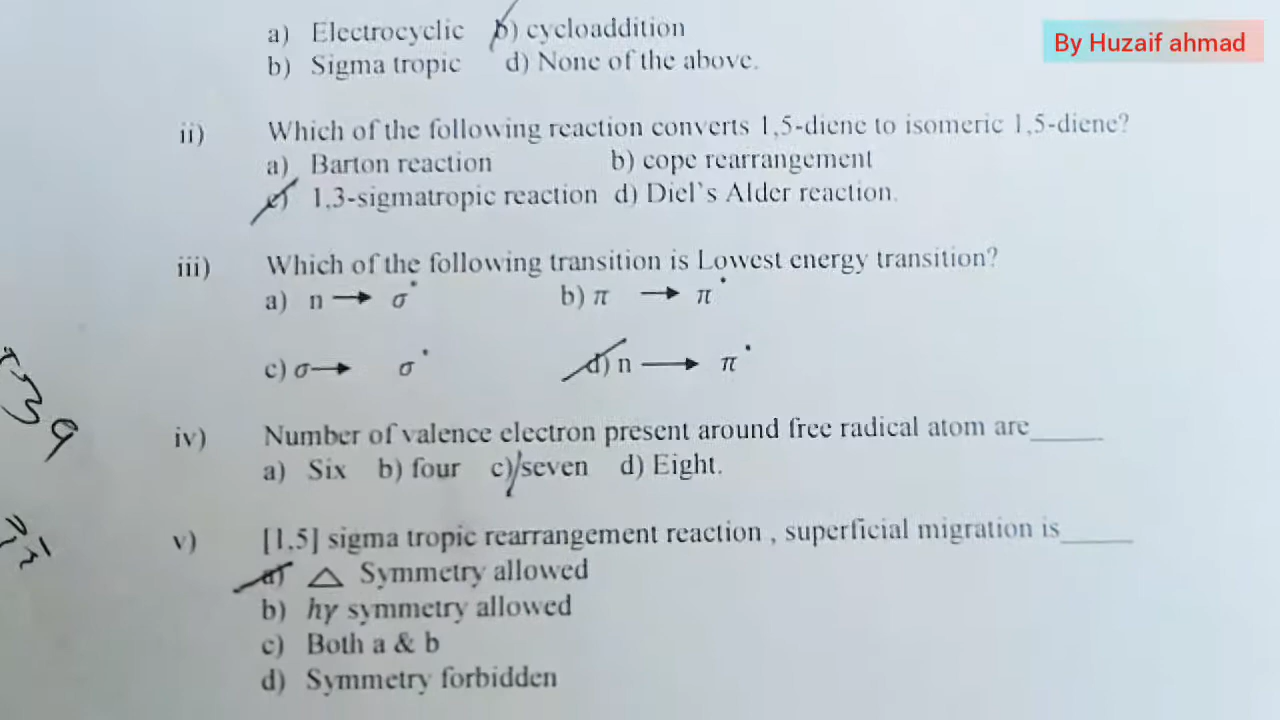 a) Electrocyclic b) cycloaddition
By Huzaif ahmad
b) Sigma tropic d) None of the above.
ii) Which of the following reaction converts 1,5-diene to isomeric 1,5-diene?
a) Barton reaction b) cope rearrangement
c) 1,3-sigmatropic reaction d) Diel's Alder reaction.
iii) Which of the following transition is Lowest energy transition?
a) n → σ* b) π → π*
c) σ → σ* d) n → π*
39
iv) Number of valence electron present around free radical atom are_____
a) Six b) four c) seven d) Eight.
v) [1,5] sigma tropic rearrangement reaction , superficial migration is_____
a) △ Symmetry allowed
b) hγ symmetry allowed
c) Both a & b
d) Symmetry forbidden